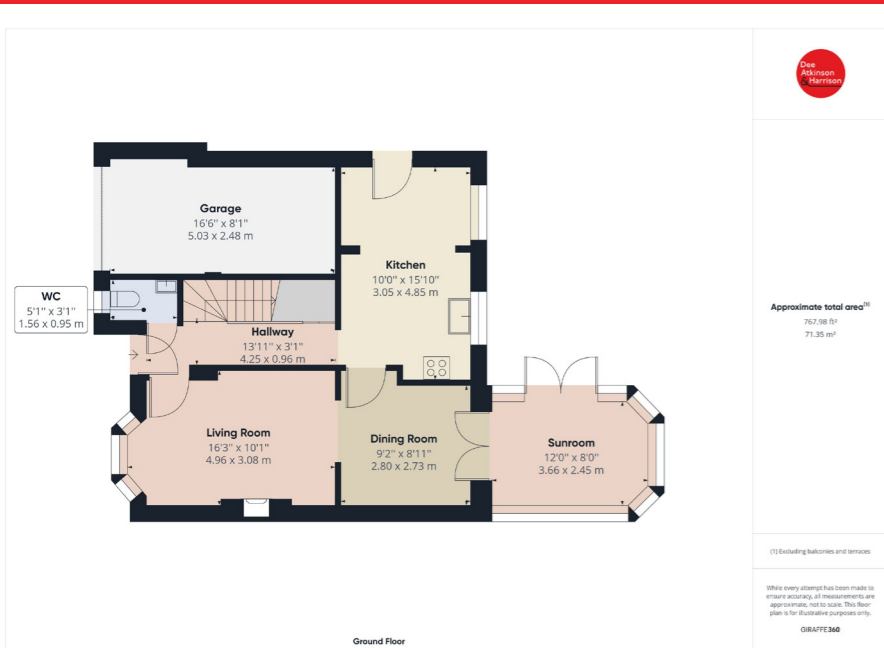 Dee
Atkinson
& Harrison
Garage
16'6" x 8'1"
5.03 x 2.48 m
Kitchen
10'0" x 15'10"
3.05 x 4.85 m
WC
5'1" x 3'1"
1.56 x 0.95 m
Hallway
13'11" x 3'1"
4.25 x 0.96 m
Living Room
16'3" x 10'1"
4.96 x 3.08 m
Dining Room
9'2" x 8'11"
2.80 x 2.73 m
Sunroom
12'0" x 8'0"
3.66 x 2.45 m
Approximate total area(1)
767.98 ft²
71.35 m²
(1) Excluding balconies and terraces
While every attempt has been made to
ensure accuracy, all measurements are
approximate, not to scale. This floor
plan is for illustrative purposes only.
GIRAFFE360
Ground Floor